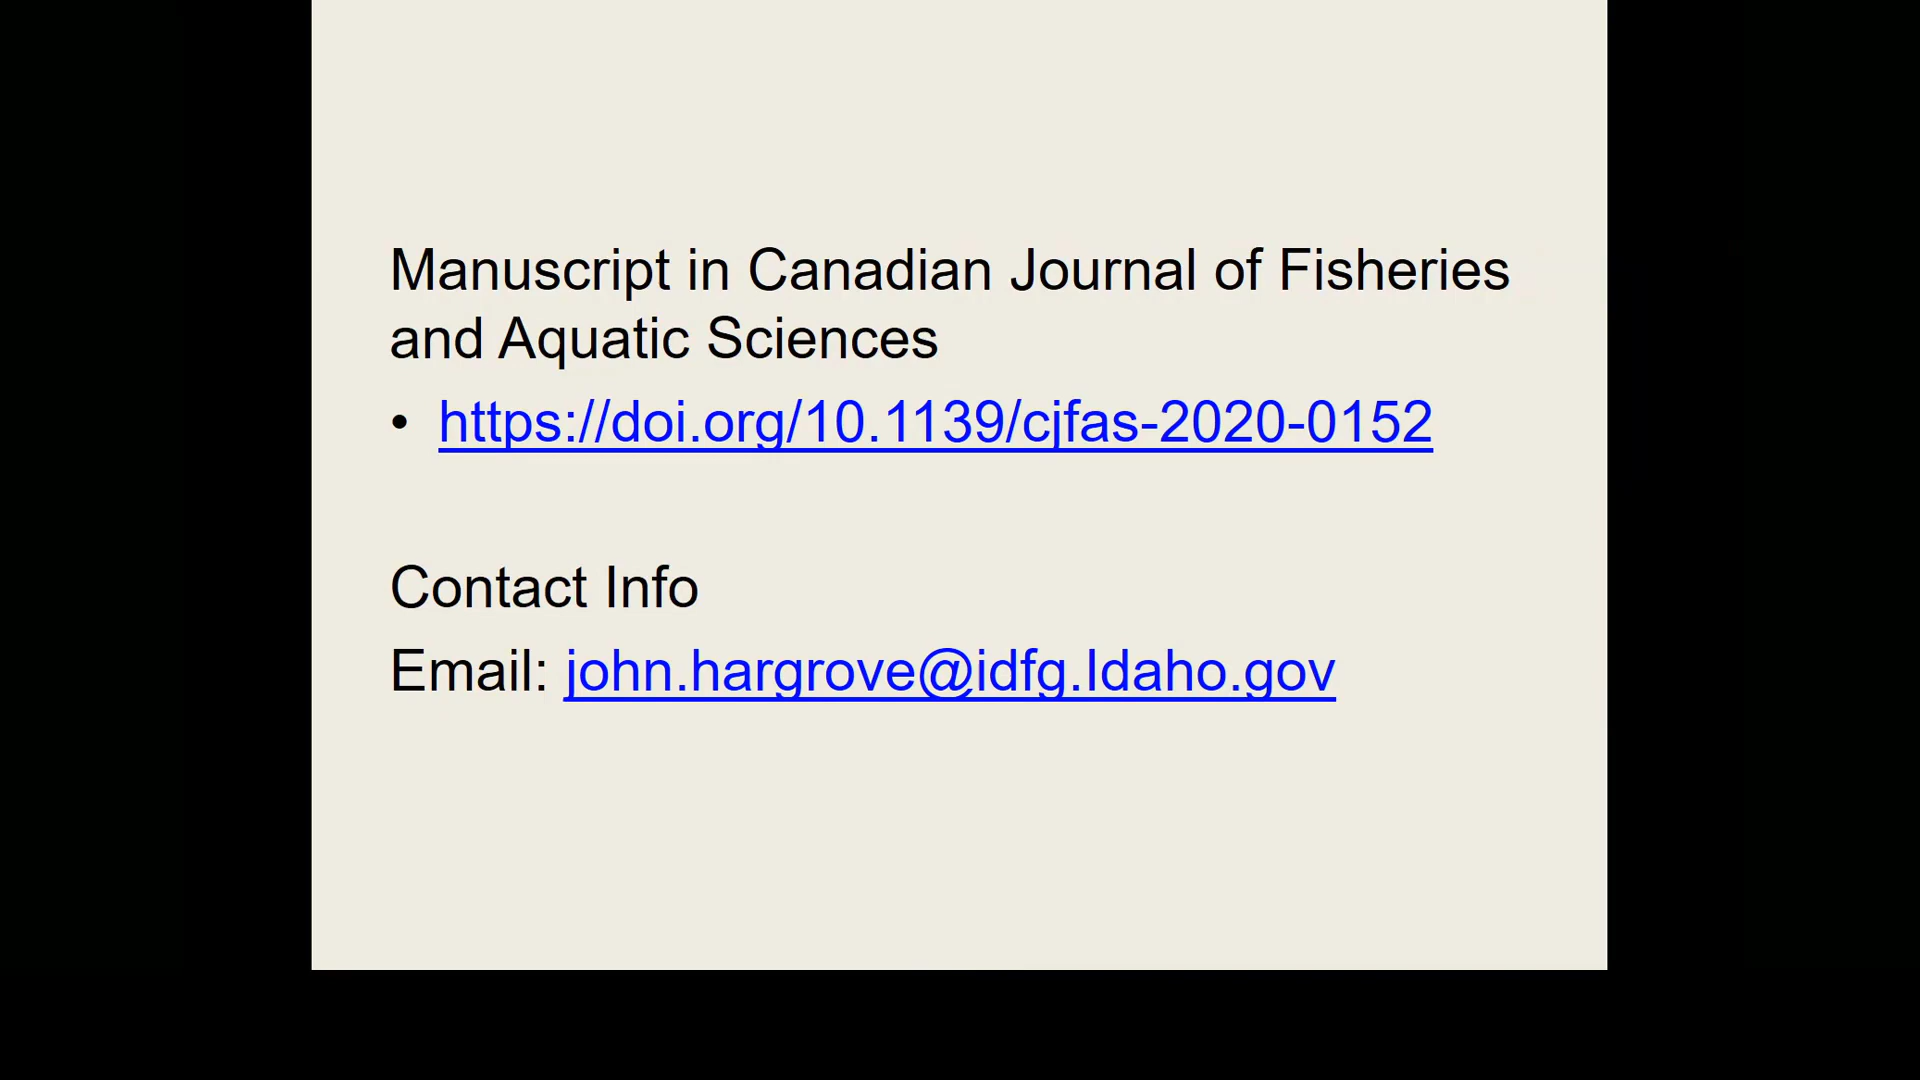 Manuscript in Canadian Journal of Fisheries
and Aquatic Sciences
• https://doi.org/10.1139/cjfas-2020-0152
Contact Info
Email: john.hargrove@idfg.Idaho.gov